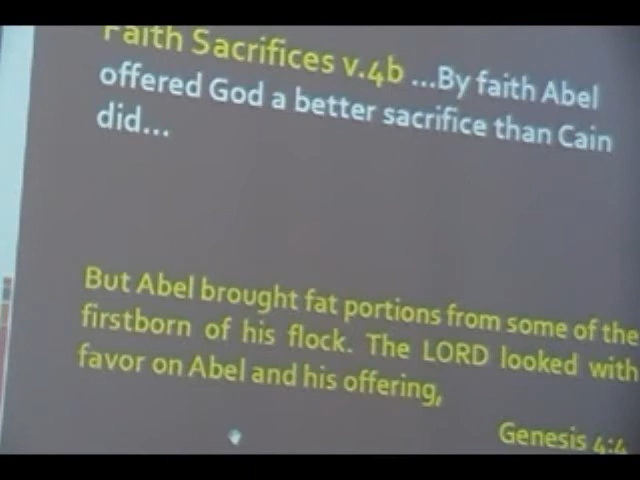 Faith Sacrifices v.4b ...By faith Abel
offered God a better sacrifice than Cain
did...
But Abel brought fat portions from some of the
firstborn of his flock. The LORD looked with
favor on Abel and his offering,
Genesis 4:4